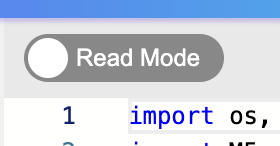 Read Mode
1 import os,